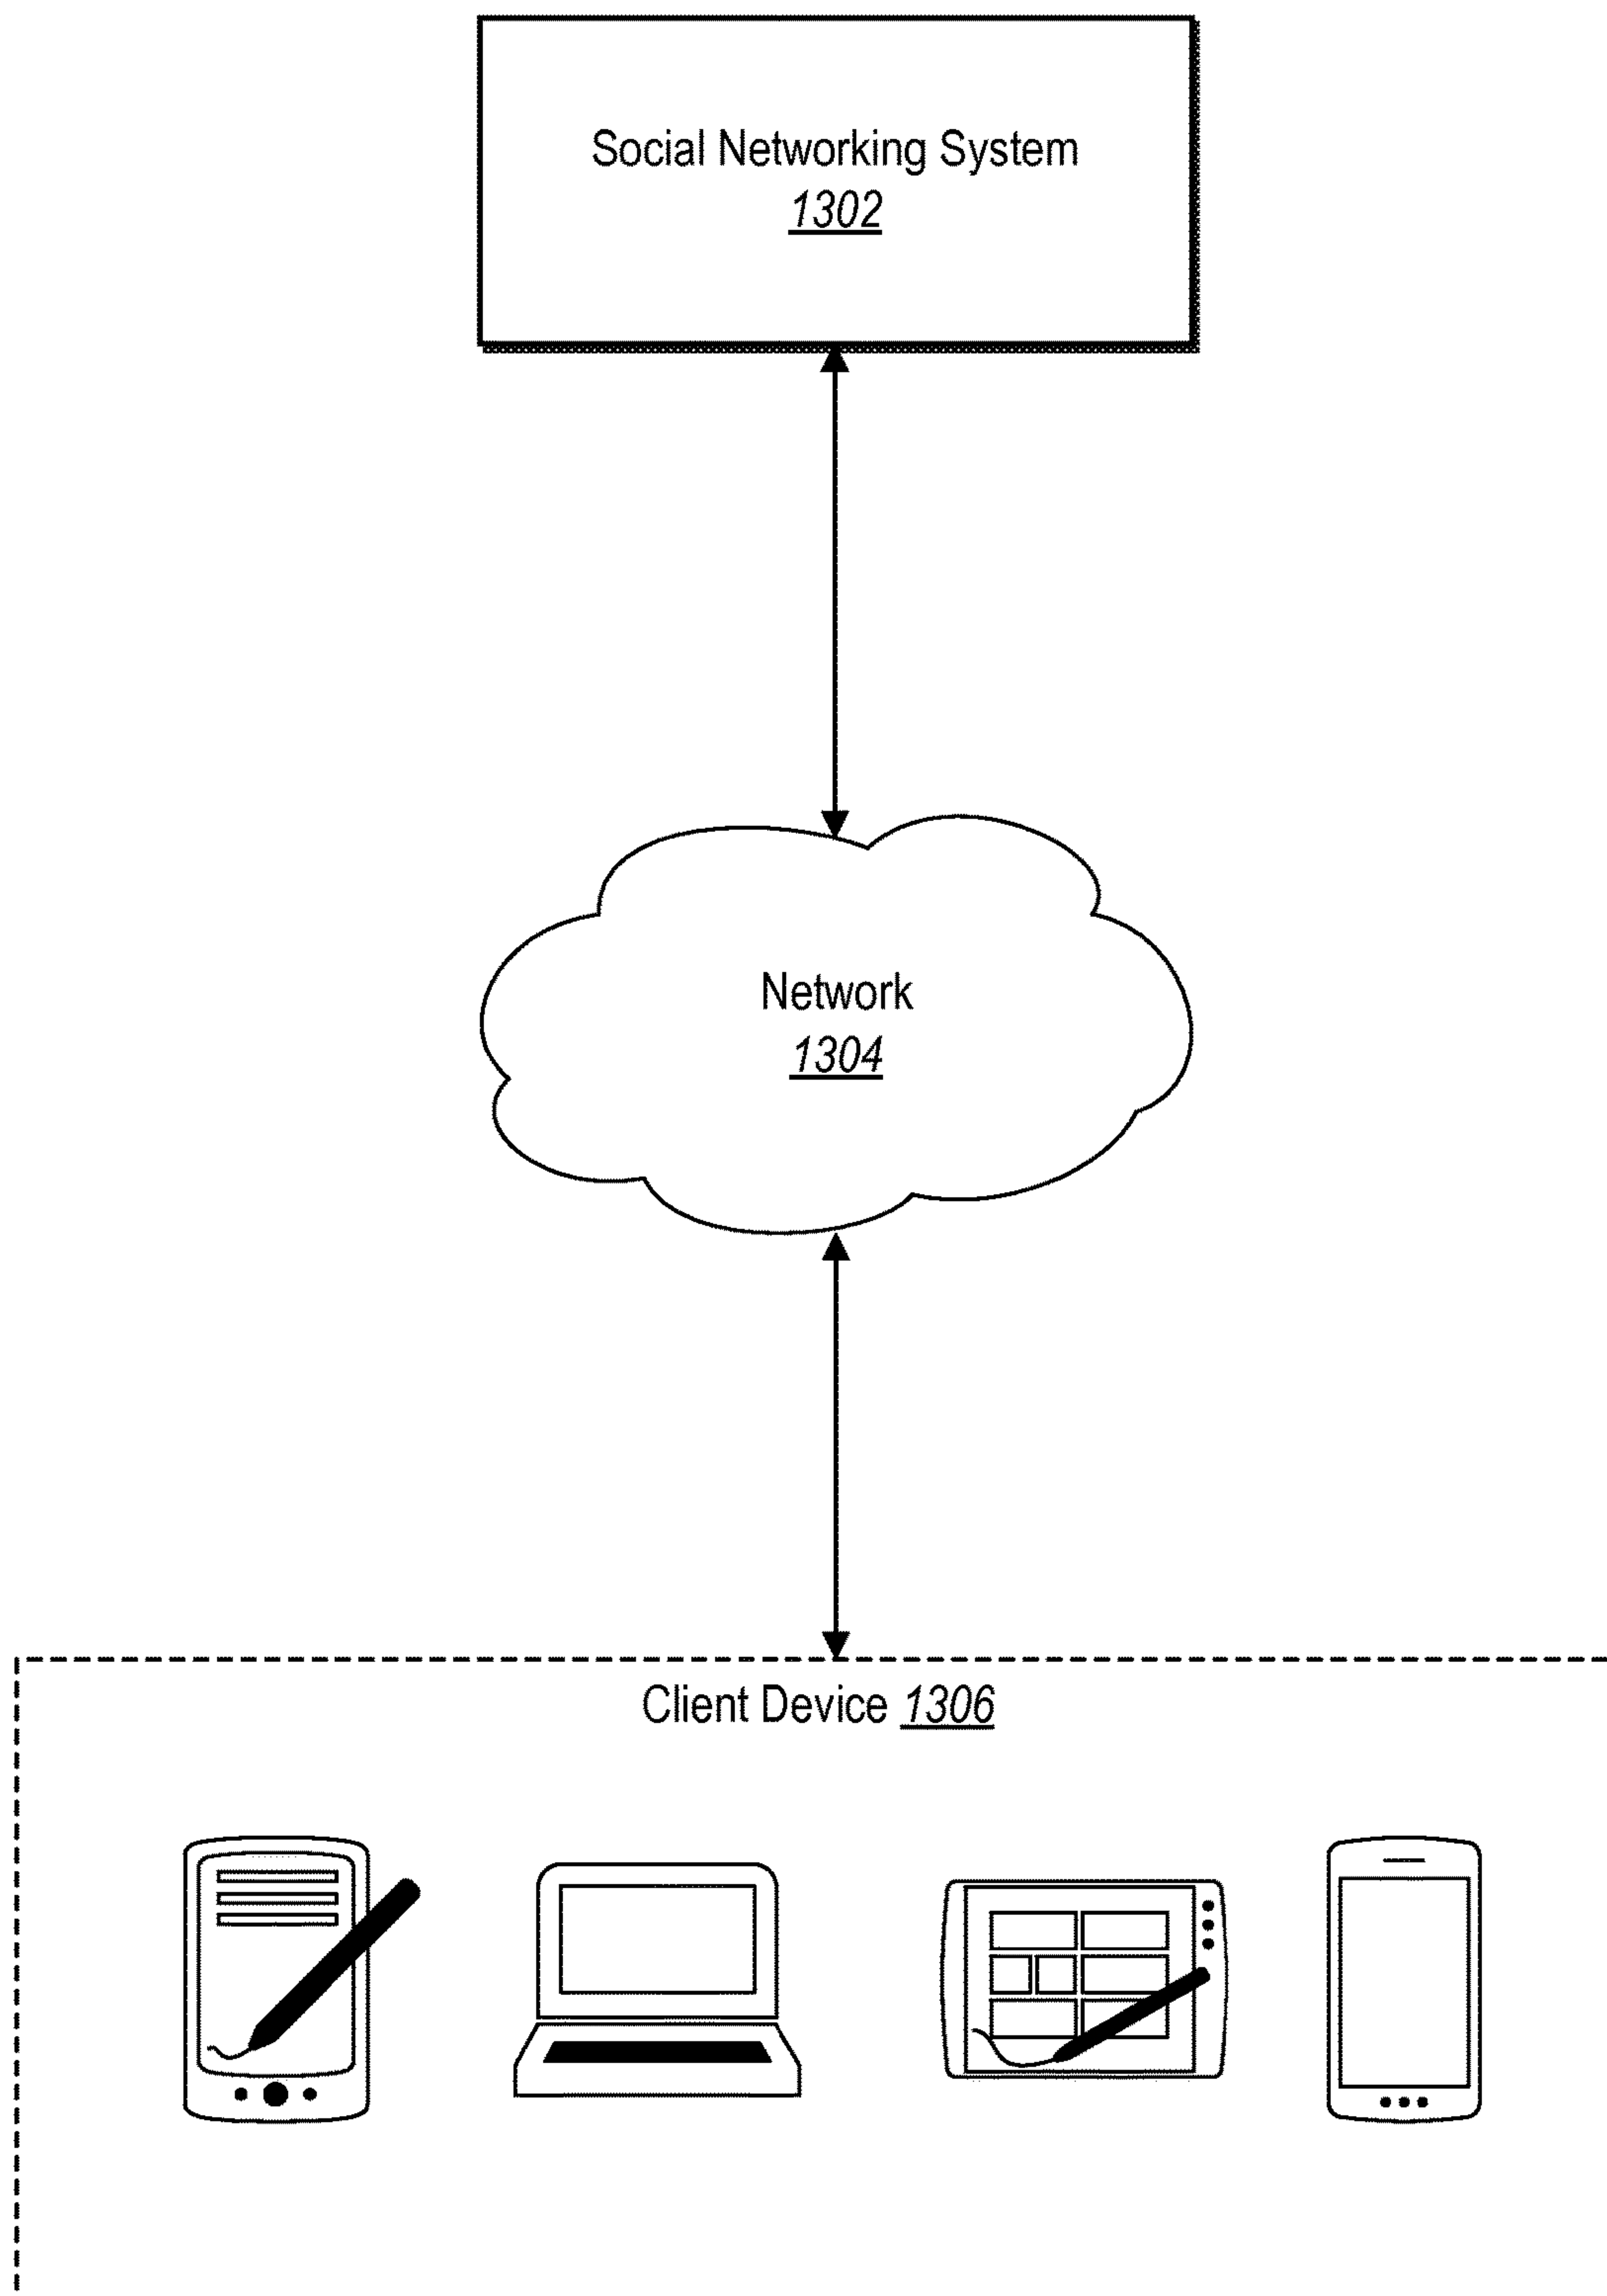 Social Networking System
1302
Network
1304
Client Device 1306